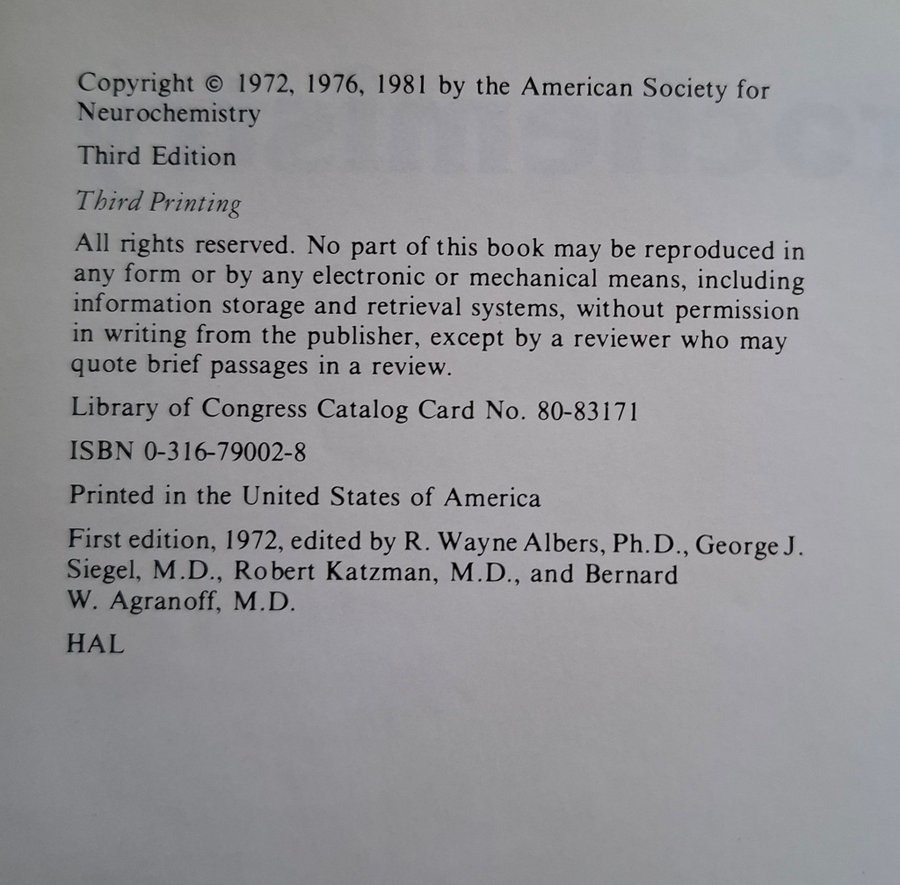 Copyright © 1972, 1976, 1981 by the American Society for
Neurochemistry
Third Edition
Third Printing
All rights reserved. No part of this book may be reproduced in
any form or by any electronic or mechanical means, including
information storage and retrieval systems, without permission
in writing from the publisher, except by a reviewer who may
quote brief passages in a review.
Library of Congress Catalog Card No. 80-83171
ISBN 0-316-79002-8
Printed in the United States of America
First edition, 1972, edited by R. Wayne Albers, Ph.D., George J.
Siegel, M.D., Robert Katzman, M.D., and Bernard
W. Agranoff, M.D.
HAL